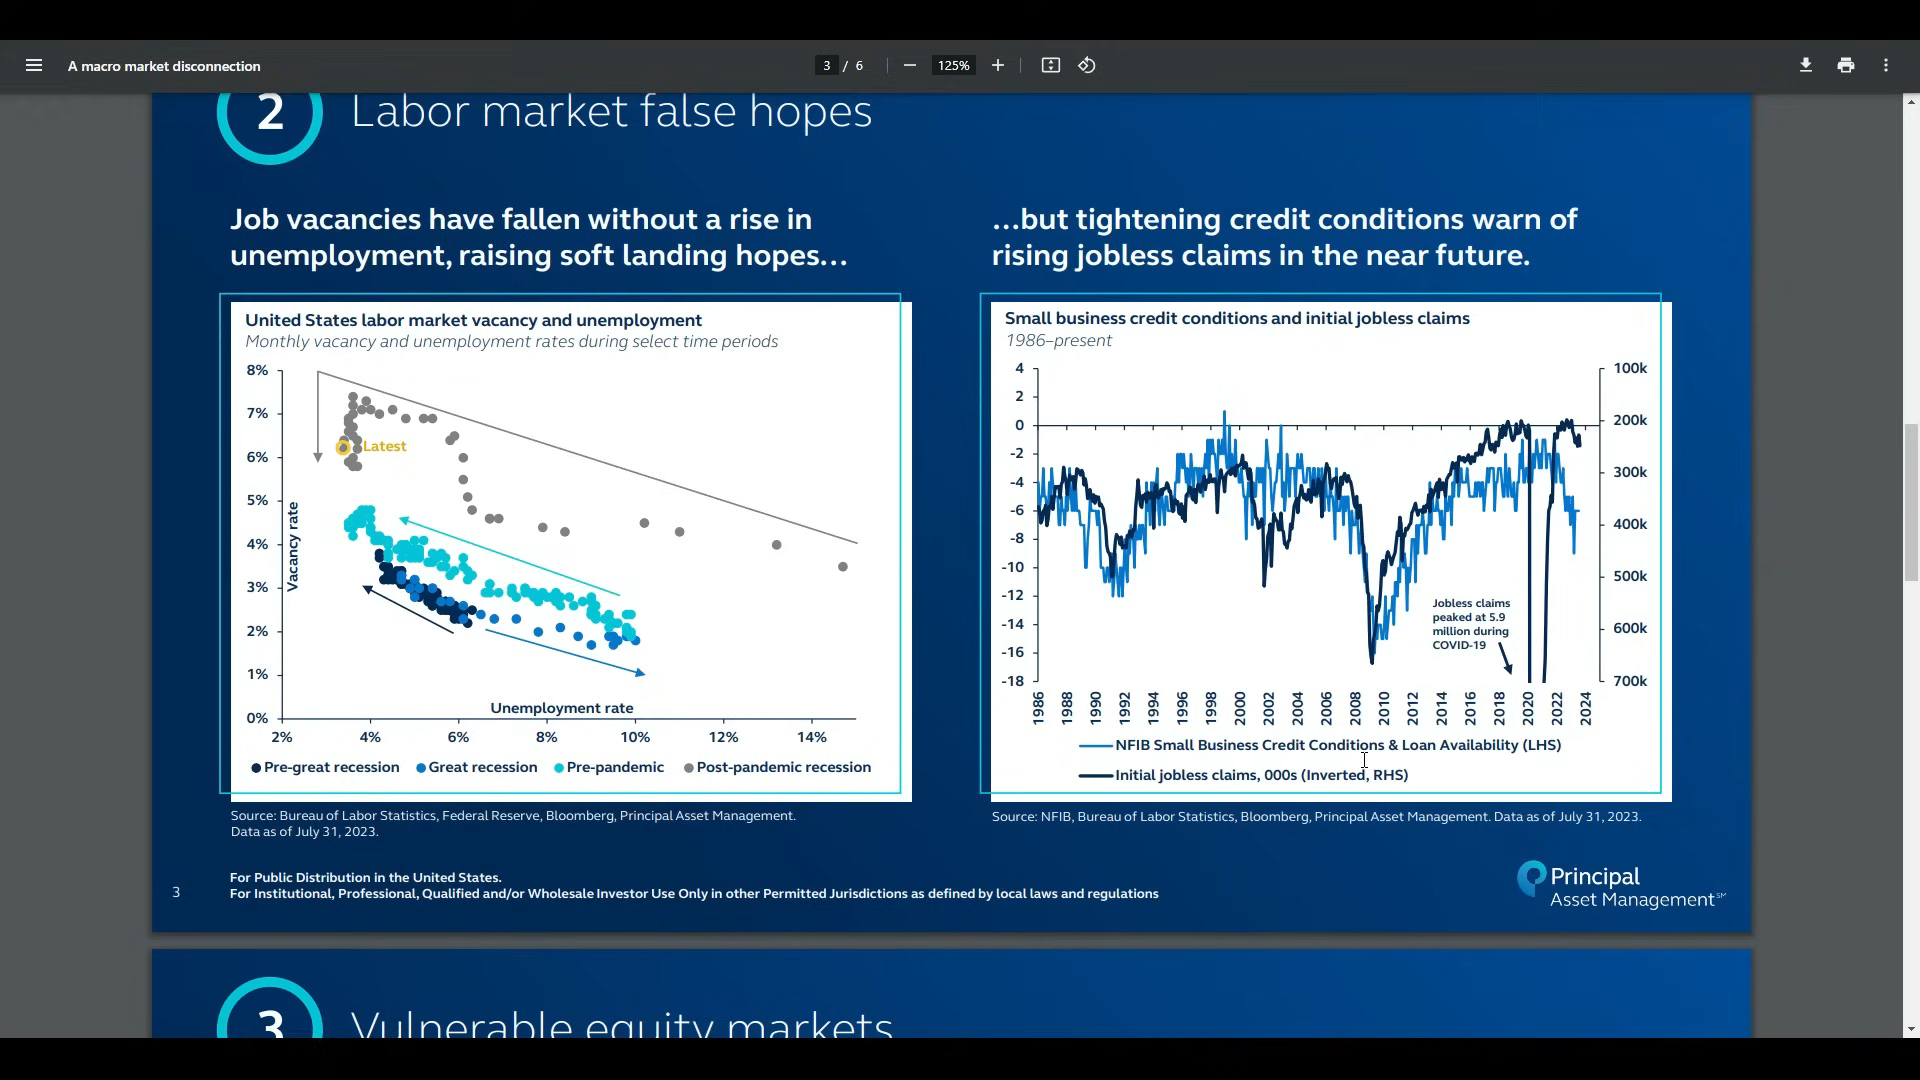 A macro market disconnection
3 / 6
125%
2
Labor market false hopes
Job vacancies have fallen without a rise in
unemployment, raising soft landing hopes...
United States labor market vacancy and unemployment
Monthly vacancy and unemployment rates during select time periods
8%
7%
6%
5%
4%
3%
2%
1%
0%
Vacancy rate
Latest
Unemployment rate
2%
4%
6%
8%
10%
12%
14%
Pre-great recession
Great recession
Pre-pandemic
Post-pandemic recession
Source: Bureau of Labor Statistics, Federal Reserve, Bloomberg, Principal Asset Management.
Data as of July 31, 2023.
...but tightening credit conditions warn of
rising jobless claims in the near future.
Small business credit conditions and initial jobless claims
1986–present
4
2
0
-2
-4
-6
-8
-10
-12
-14
-16
-18
100k
200k
300k
400k
500k
600k
700k
Jobless claims
peaked at 5.9
million during
COVID-19
1986
1988
1990
1992
1994
1996
1998
2000
2002
2004
2006
2008
2010
2012
2014
2016
2018
2020
2022
2024
NFIB Small Business Credit Conditions & Loan Availability (LHS)
Initial jobless claims, 000s (Inverted, RHS)
Source: NFIB, Bureau of Labor Statistics, Bloomberg, Principal Asset Management. Data as of July 31, 2023.
3
For Public Distribution in the United States.
For Institutional, Professional, Qualified and/or Wholesale Investor Use Only in other Permitted Jurisdictions as defined by local laws and regulations
Principal
Asset Management℠
3
Vulnerable equity markets